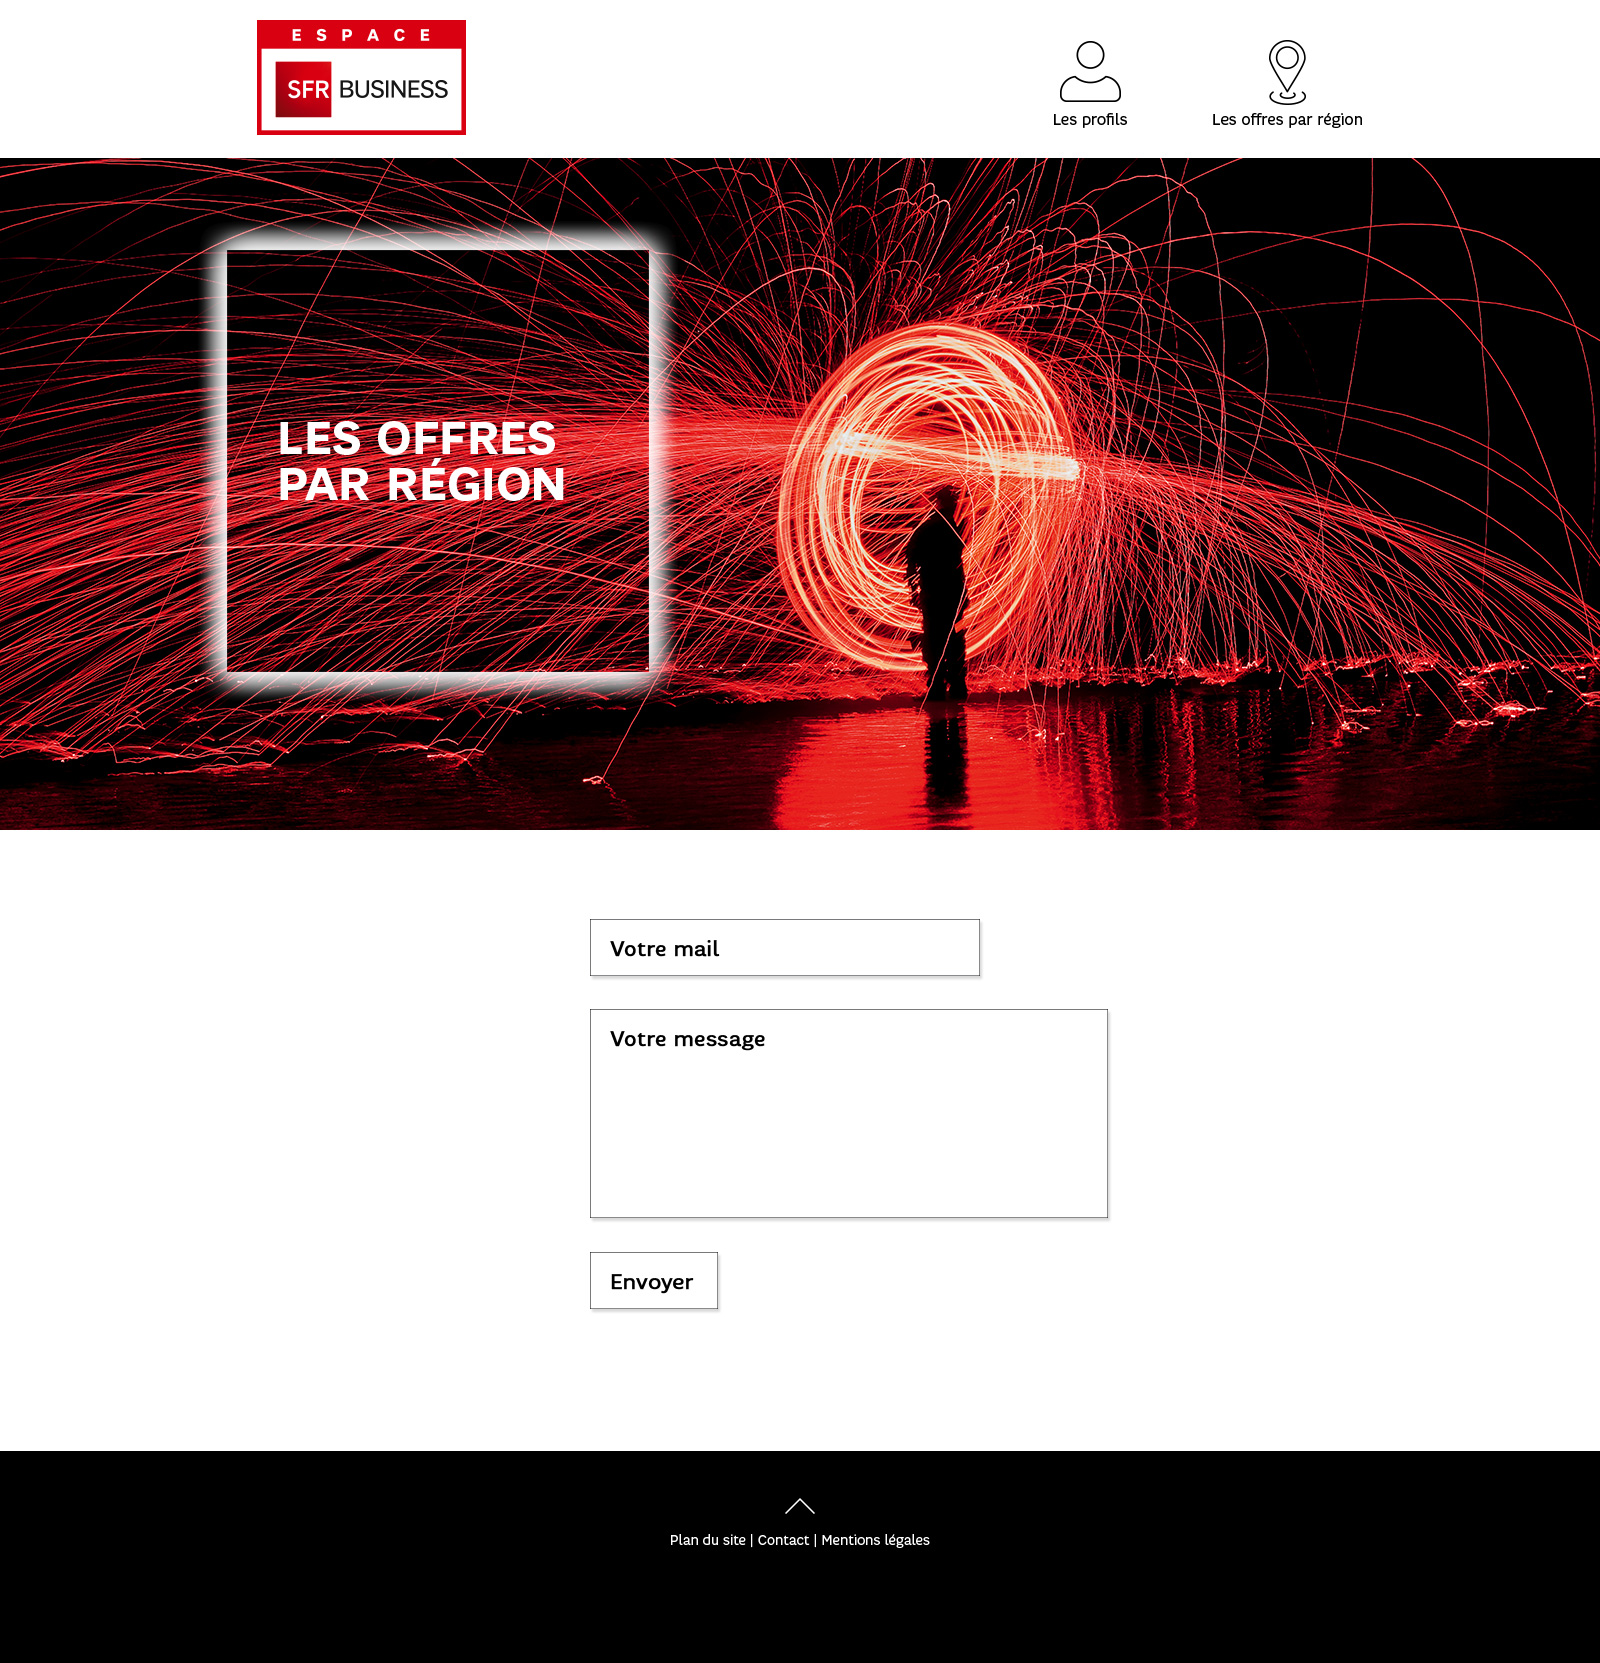 ESPACE
SFR BUSINESS
Les profils
Les offres par région
LES OFFRES
PAR RÉGION
Votre mail
Votre message
Envoyer
Plan du site | Contact | Mentions légales